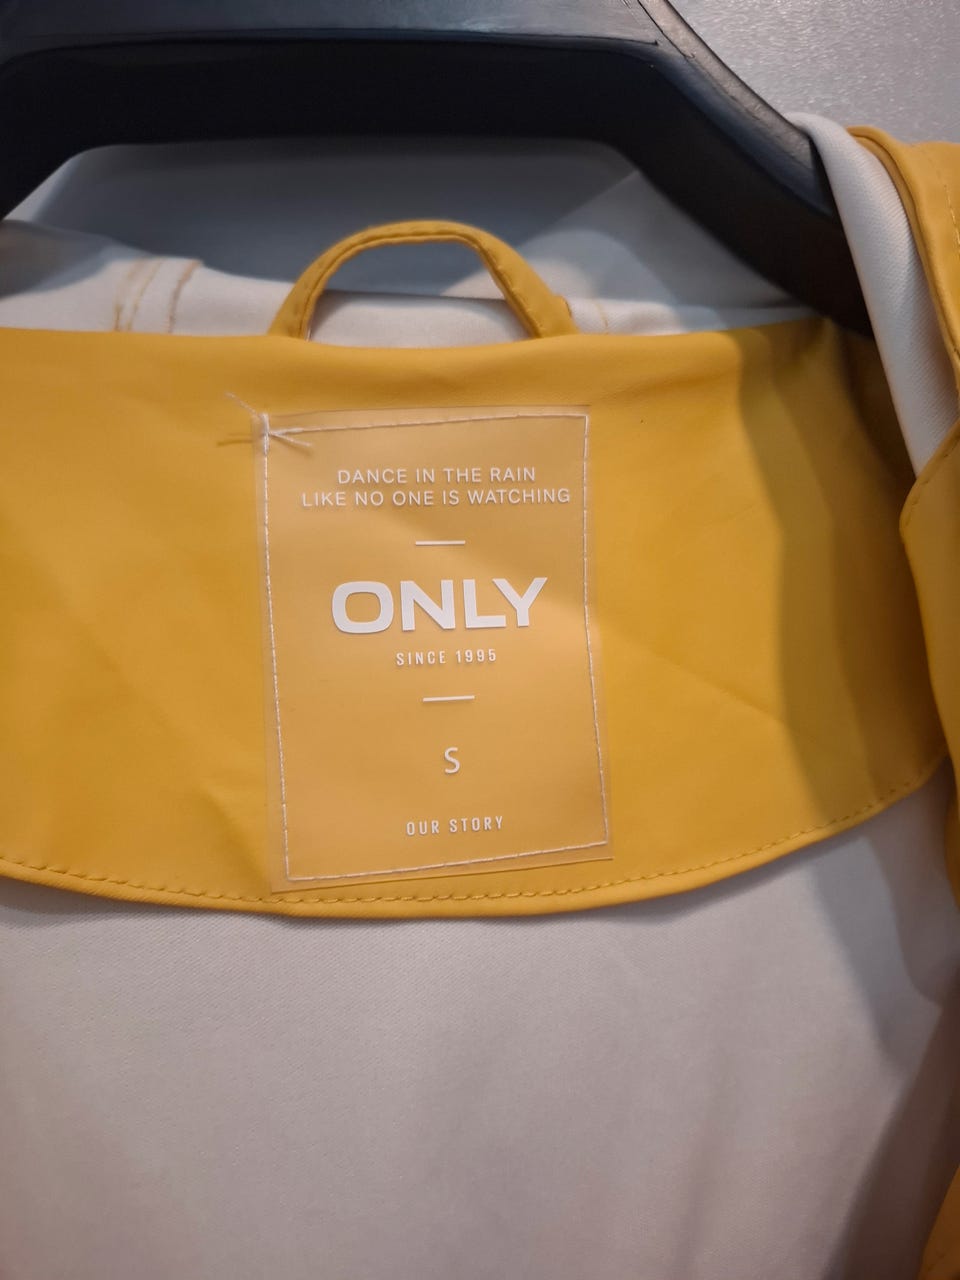 DANCE IN THE RAIN
LIKE NO ONE IS WATCHING
ONLY
SINCE 1995
S
OUR STORY